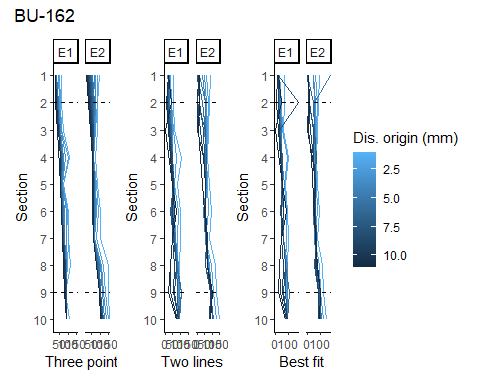 BU-162
E1 E2 E1 E2 E1 E2
1 1 1
2 2 2
3 3 3
4 4 4
5 5 5
6 6 6
7 7 7
8 8 8
9 9 9
10 10 10
Section Section Section
0100 0100
Three point Two lines Best fit
Dis. origin (mm)
2.5
5.0
7.5
10.0